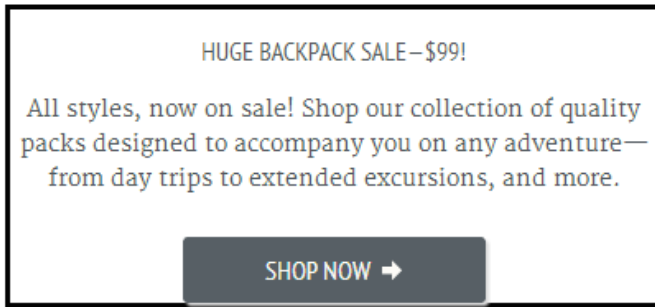 HUGE BACKPACK SALE–$99!
All styles, now on sale! Shop our collection of quality
packs designed to accompany you on any adventure—
from day trips to extended excursions, and more.
SHOP NOW →